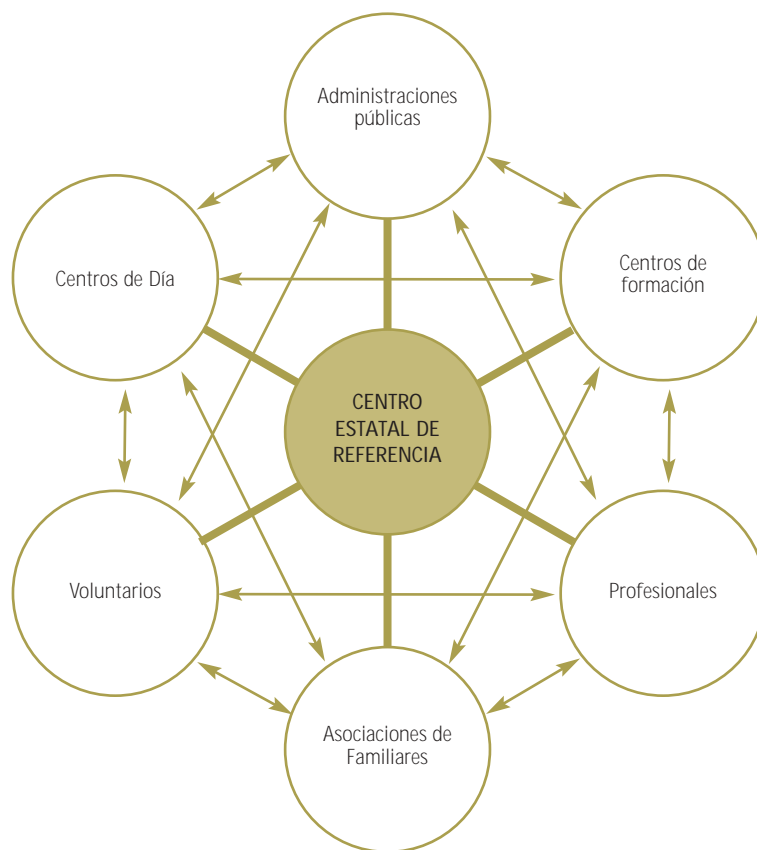 Administraciones
públicas
Centros de Día
Centros de
formación
CENTRO
ESTATAL DE
REFERENCIA
Voluntarios
Profesionales
Asociaciones de
Familiares